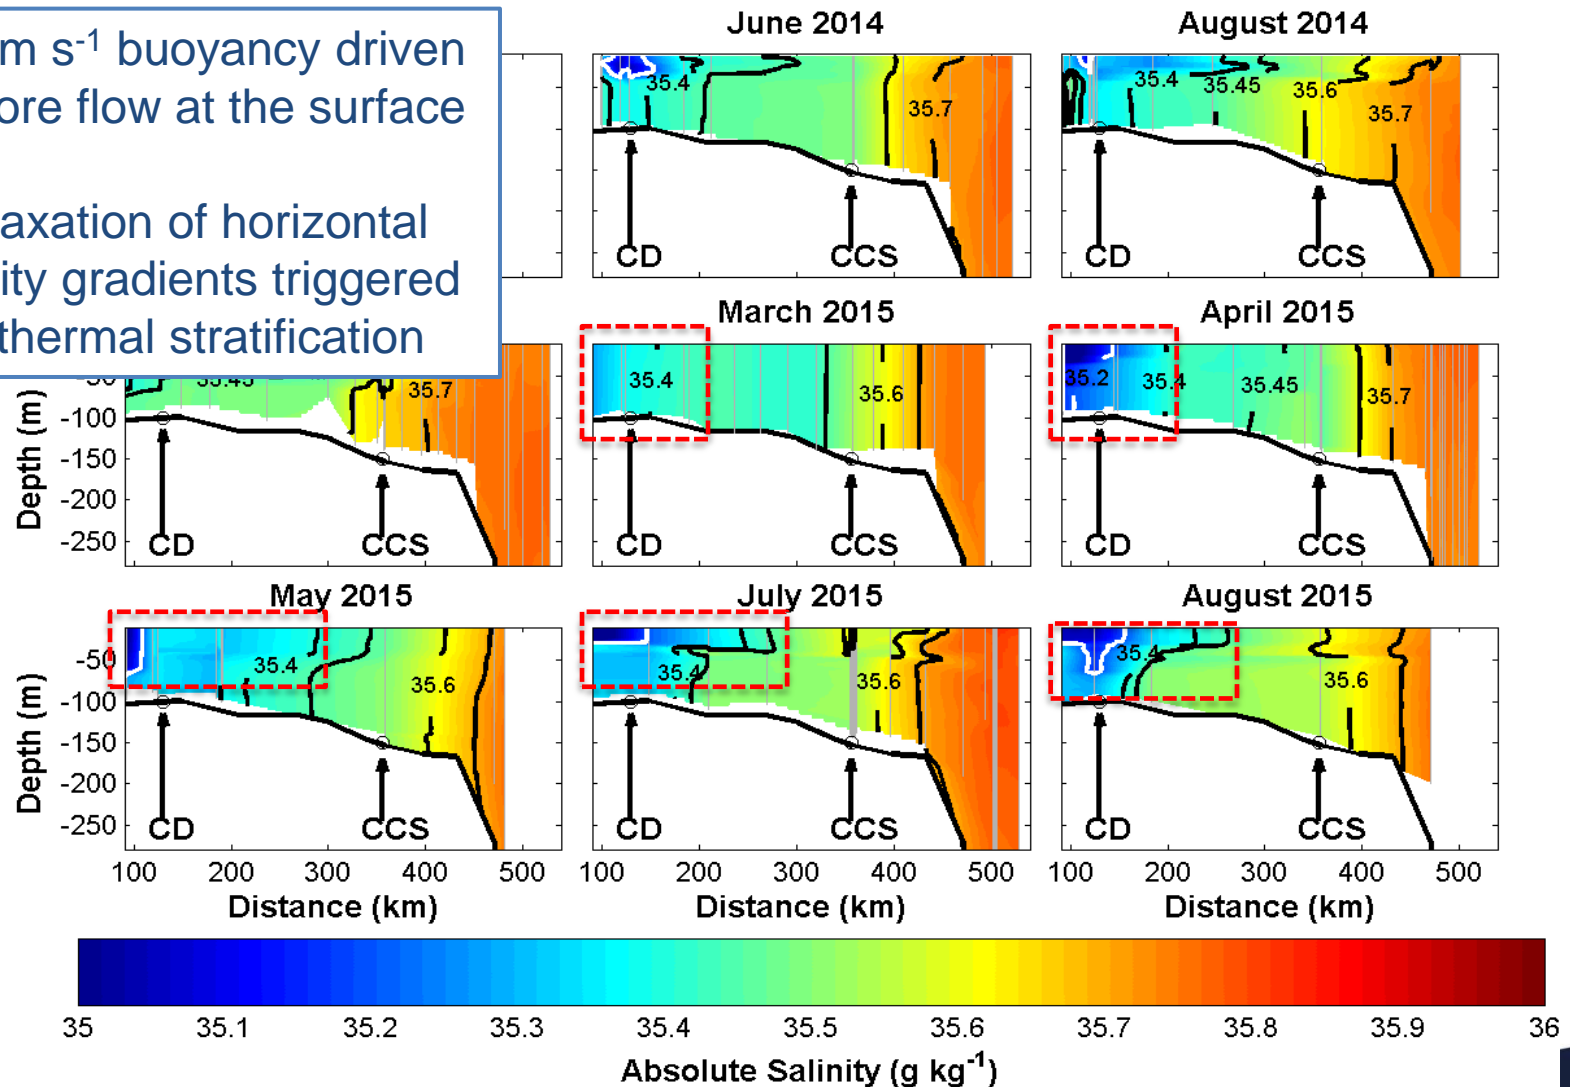 m s-1 buoyancy driven
ore flow at the surface
axation of horizontal
ity gradients triggered
thermal stratification
June 2014
35.4
35.7
CD
CCS
August 2014
35.4
35.45
35.6
35.7
CD
CCS
Depth (m)
-50
-100
-150
-200
-250
35.45
35.7
CD
CCS
March 2015
35.4
35.6
CD
CCS
April 2015
35.2
35.4
35.45
35.7
CD
CCS
May 2015
Depth (m)
-50
-100
-150
-200
-250
35.4
35.6
CD
CCS
100 200 300 400 500
Distance (km)
July 2015
35.4
35.6
CD
CCS
100 200 300 400 500
Distance (km)
August 2015
35.4
35.6
CD
CCS
100 200 300 400 500
Distance (km)
35 35.1 35.2 35.3 35.4 35.5 35.6 35.7 35.8 35.9 36
Absolute Salinity (g kg-1)